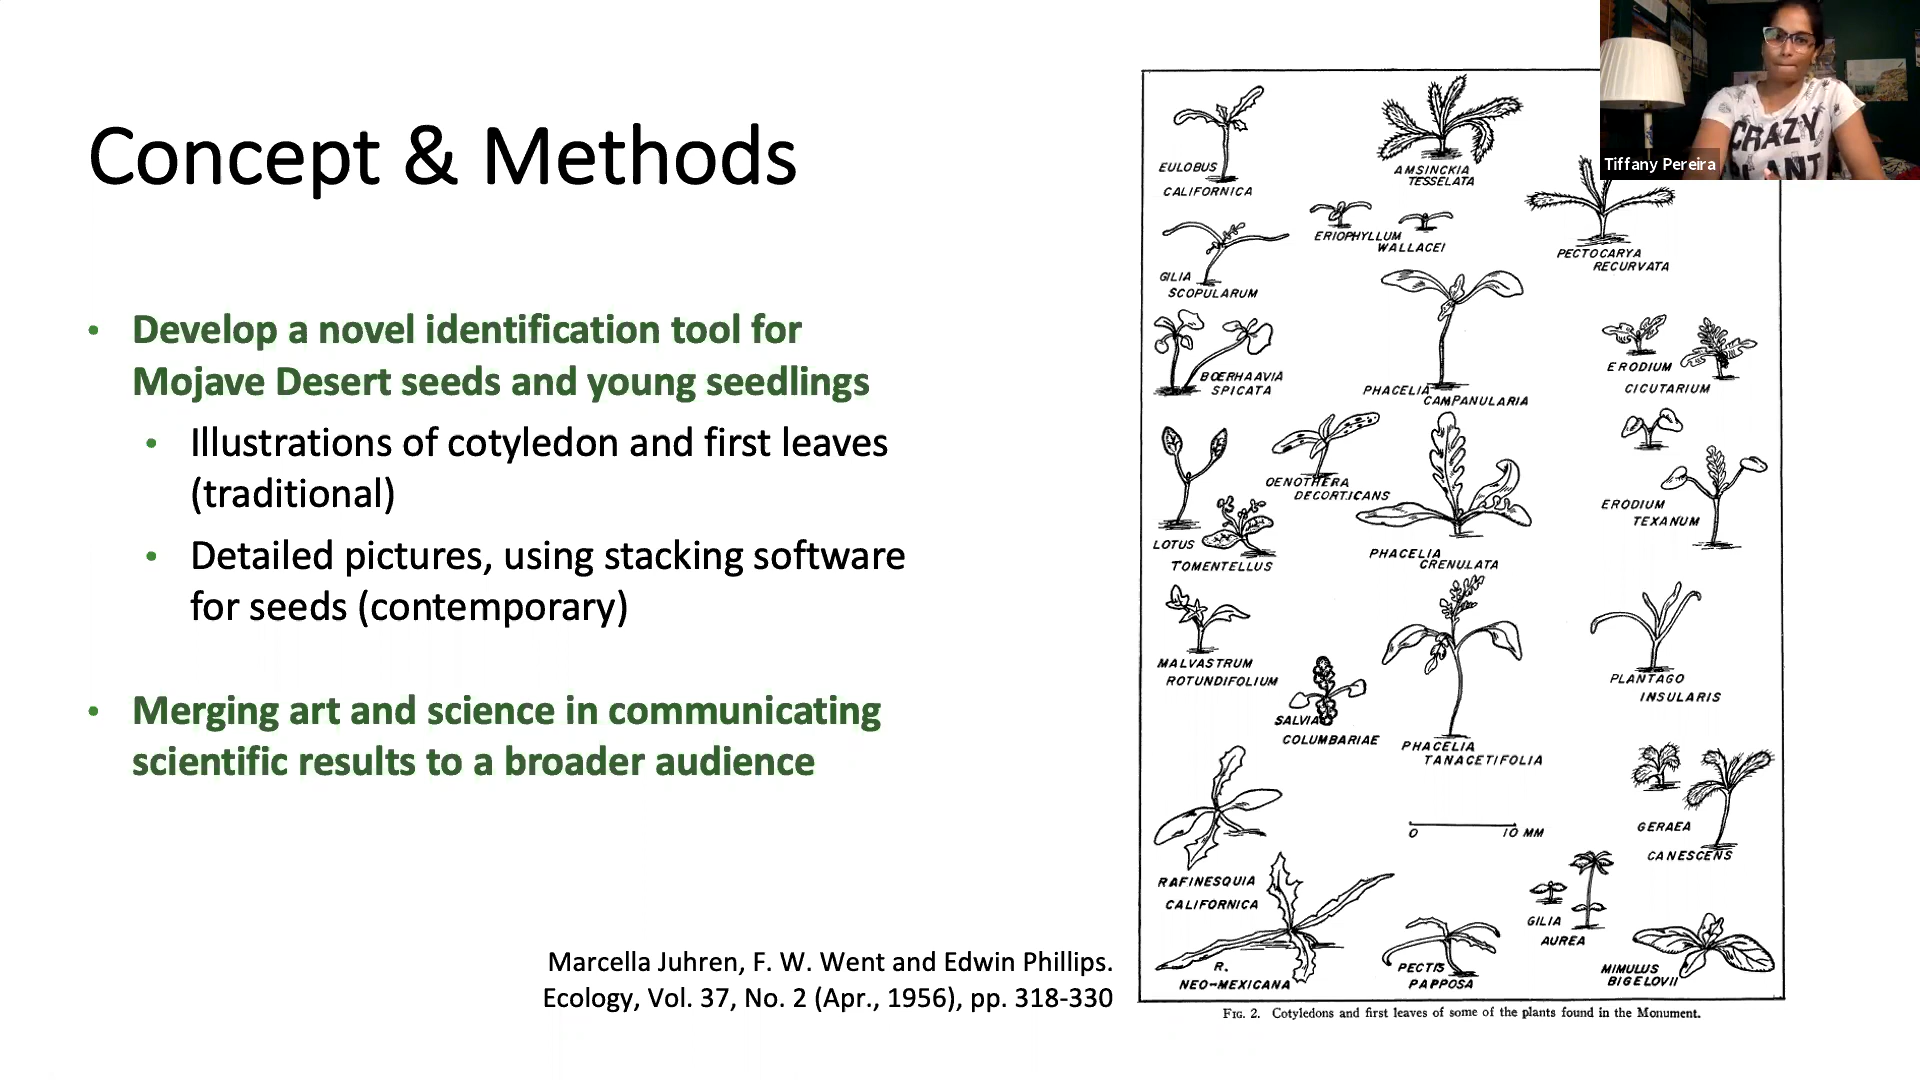 Concept & Methods
• Develop a novel identification tool for
Mojave Desert seeds and young seedlings
• Illustrations of cotyledon and first leaves
(traditional)
• Detailed pictures, using stacking software
for seeds (contemporary)
• Merging art and science in communicating
scientific results to a broader audience
Marcella Juhren, F. W. Went and Edwin Phillips.
Ecology, Vol. 37, No. 2 (Apr., 1956), pp. 318-330
EULOBUS
CALIFORNICA
AMSINCKIA
TESSELATA
ERIOPHYLLUM
WALLACEI
PECTOCARYA
RECURVATA
GILIA
SCOPULARUM
BŒRHAAVIA
SPICATA
PHACELIA
CAMPANULARIA
ERODIUM
CICUTARIUM
OENOTHERA
DECORTICANS
ERODIUM
TEXANUM
LOTUS
TOMENTELLUS
PHACELIA
CRENULATA
MALVASTRUM
ROTUNDIFOLIUM
SALVIA
COLUMBARIAE
PHACELIA
TANACETIFOLIA
PLANTAGO
INSULARIS
0 10 MM
GERAEA
CANESCENS
RAFINESQUIA
CALIFORNICA
R.
NEO-MEXICANA
PECTIS
PAPPOSA
GILIA
AUREA
MIMULUS
BIGELOVII
FIG. 2. Cotyledons and first leaves of some of the plants found in the Monument.
CRAZY
PLANT
Tiffany Pereira